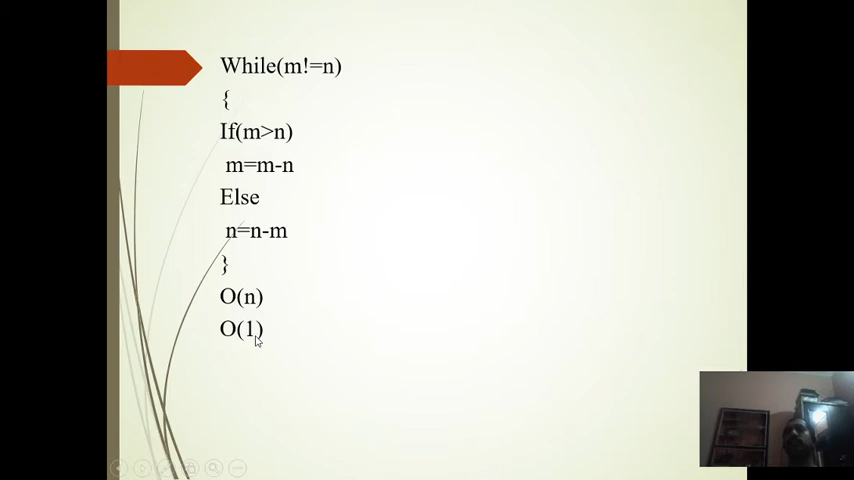 While(m!=n)
{
If(m>n)
m=m-n
Else
n=n-m
}
O(n)
O(1)